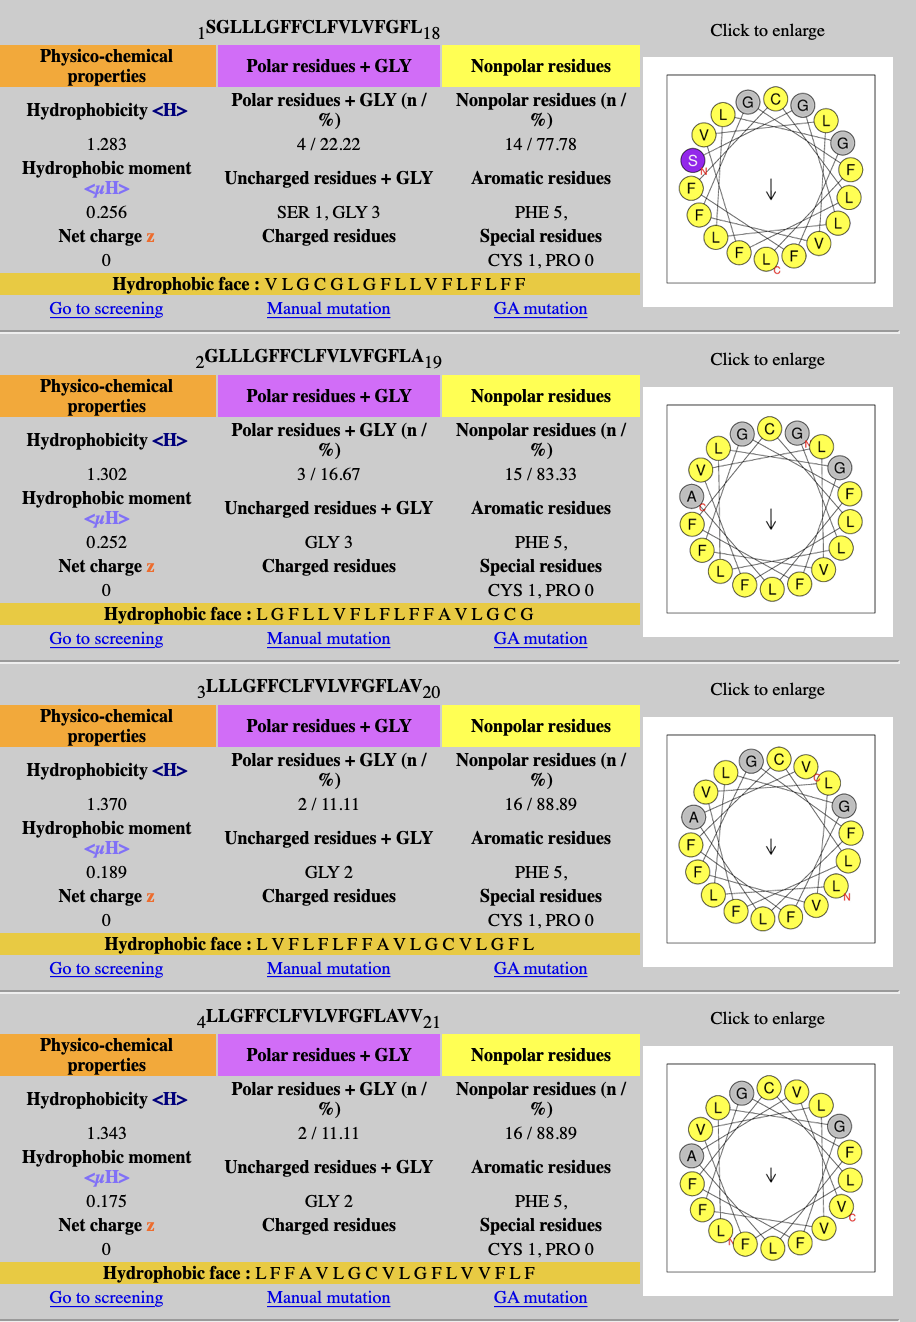 1SGLLLGFFCLFVLVFGFL18
Click to enlarge
Physico-chemical properties
Polar residues + GLY
Nonpolar residues
Hydrophobicity <H>
Polar residues + GLY (n / %)
Nonpolar residues (n / %)
1.283
4 / 22.22
14 / 77.78
Hydrophobic moment <μH>
Uncharged residues + GLY
Aromatic residues
0.256
SER 1, GLY 3
PHE 5,
Net charge z
Charged residues
Special residues
0
CYS 1, PRO 0
Hydrophobic face : V L G C G L G F L L V F L F L F F
Go to screening
Manual mutation
GA mutation
C G L G F L L V F L F L F F S V L G
N
C
2GLLLGFFCLFVLVFGFLA19
Click to enlarge
Physico-chemical properties
Polar residues + GLY
Nonpolar residues
Hydrophobicity <H>
Polar residues + GLY (n / %)
Nonpolar residues (n / %)
1.302
3 / 16.67
15 / 83.33
Hydrophobic moment <μH>
Uncharged residues + GLY
Aromatic residues
0.252
GLY 3
PHE 5,
Net charge z
Charged residues
Special residues
0
CYS 1, PRO 0
Hydrophobic face : L G F L L V F L F L F F A V L G C G
Go to screening
Manual mutation
GA mutation
C G L G F L L V F L F L F F A V L G
N
C
3LLLGFFCLFVLVFGFLAV20
Click to enlarge
Physico-chemical properties
Polar residues + GLY
Nonpolar residues
Hydrophobicity <H>
Polar residues + GLY (n / %)
Nonpolar residues (n / %)
1.370
2 / 11.11
16 / 88.89
Hydrophobic moment <μH>
Uncharged residues + GLY
Aromatic residues
0.189
GLY 2
PHE 5,
Net charge z
Charged residues
Special residues
0
CYS 1, PRO 0
Hydrophobic face : L V F L F L F F A V L G C V L G F L
Go to screening
Manual mutation
GA mutation
C V L G F L L V F L F L F F A V L G
C
N
4LLGFFCLFVLVFGFLAVV21
Click to enlarge
Physico-chemical properties
Polar residues + GLY
Nonpolar residues
Hydrophobicity <H>
Polar residues + GLY (n / %)
Nonpolar residues (n / %)
1.343
2 / 11.11
16 / 88.89
Hydrophobic moment <μH>
Uncharged residues + GLY
Aromatic residues
0.175
GLY 2
PHE 5,
Net charge z
Charged residues
Special residues
0
CYS 1, PRO 0
Hydrophobic face : L F F A V L G C V L G F L V V F L F
Go to screening
Manual mutation
GA mutation
C V L G F L V V F L F L F F A V L G
C
N